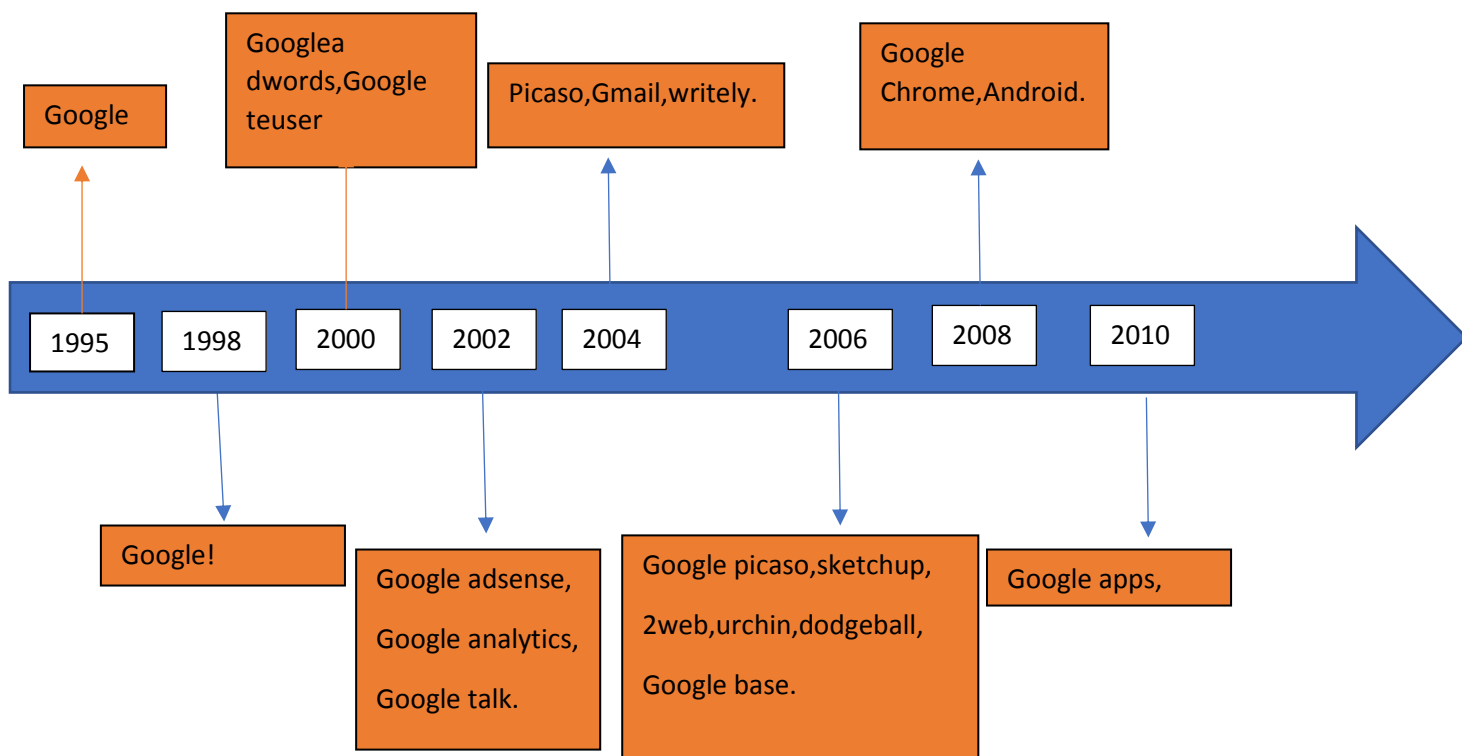 Googlea
dwords,Google
teuser
Google
Chrome,Android.
Picaso,Gmail,writely.
Google
1995
1998
2000
2002
2004
2006
2008
2010
Google!
Google adsense,
Google analytics,
Google talk.
Google picaso,sketchup,
2web,urchin,dodgeball,
Google base.
Google apps,